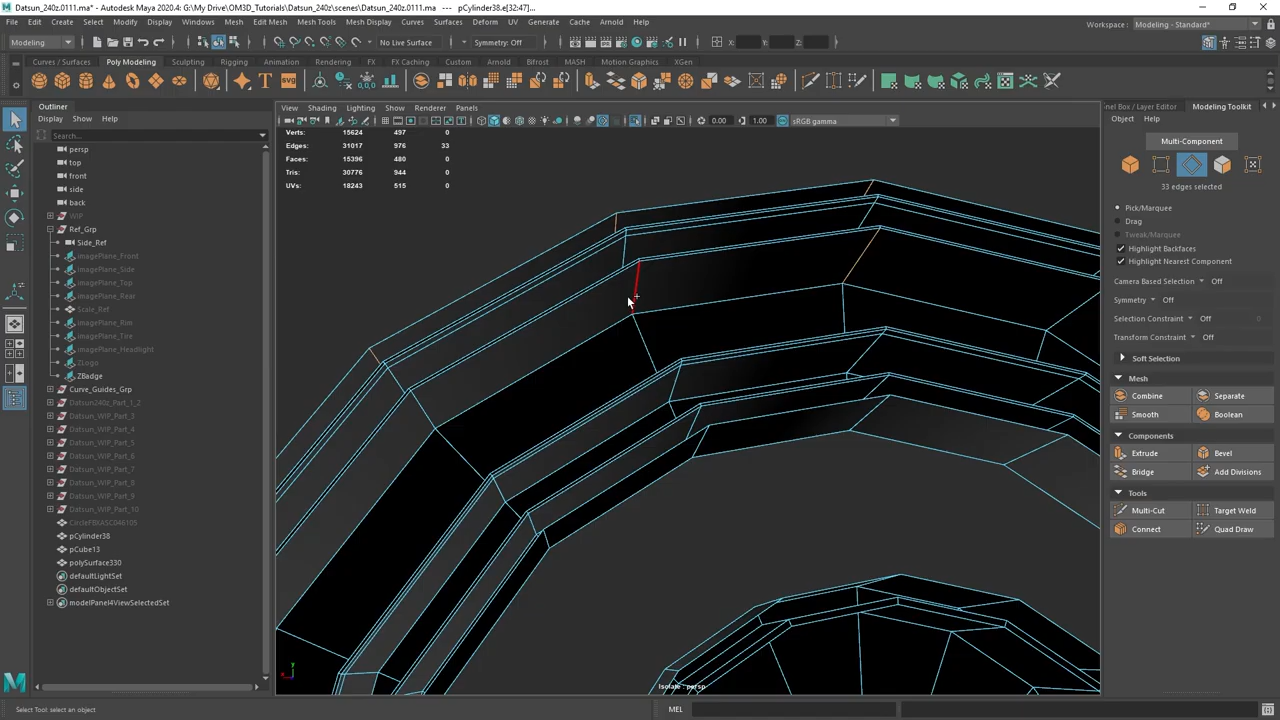 Datsun_240z.0111.ma* - Autodesk Maya 2020.4: G:\My Drive\OM3D_Tutorials\Datsun_240z\scenes\Datsun_240z.0111.ma --- pCylinder38.e[32:47]...
File Edit Create Select Modify Display Windows Mesh Edit Mesh Mesh Tools Mesh Display Curves Surfaces Deform UV Generate Cache Arnold Help
Workspace : Modeling - Standard*
Modeling No Live Surface Symmetry: Off X: Y: Z:
Curves / Surfaces Poly Modeling Sculpting Rigging Animation Rendering FX FX Caching Custom Arnold Bifrost MASH Motion Graphics XGen
Outliner
Display Show Help
Search...
persp
top
front
side
back
WIP
Ref_Grp
Side_Ref
imagePlane_Front
imagePlane_Side
imagePlane_Top
imagePlane_Rear
Scale_Ref
imagePlane_Rim
imagePlane_Tire
imagePlane_Headlight
ZLogo
ZBadge
Curve_Guides_Grp
Datsun240z_Part_1_2
Datsun_WIP_Part_3
Datsun_WIP_Part_4
Datsun_WIP_Part_5
Datsun_WIP_Part_6
Datsun_WIP_Part_7
Datsun_WIP_Part_8
Datsun_WIP_Part_9
Datsun_WIP_Part_10
CircleFBXASC046105
pCylinder38
pCube13
polySurface330
defaultLightSet
defaultObjectSet
modelPanel4ViewSelectedSet
View Shading Lighting Show Renderer Panels
0.00 1.00 sRGB gamma
Verts: 15624 497 0
Edges: 31017 976 33
Faces: 15396 480 0
Tris: 30776 944 0
UVs: 18243 515 0
Isolate : persp
nel Box / Layer Editor Modeling Toolkit
Object Help
Multi-Component
33 edges selected
Pick/Marquee
Drag
Tweak/Marquee
Highlight Backfaces
Highlight Nearest Component
Camera Based Selection Off
Symmetry Off
Selection Constraint Off 0
Transform Constraint Off
Soft Selection
Mesh
Combine Separate
Smooth Boolean
Components
Extrude Bevel
Bridge Add Divisions
Tools
Multi-Cut Target Weld
Connect Quad Draw
Select Tool: select an object
MEL